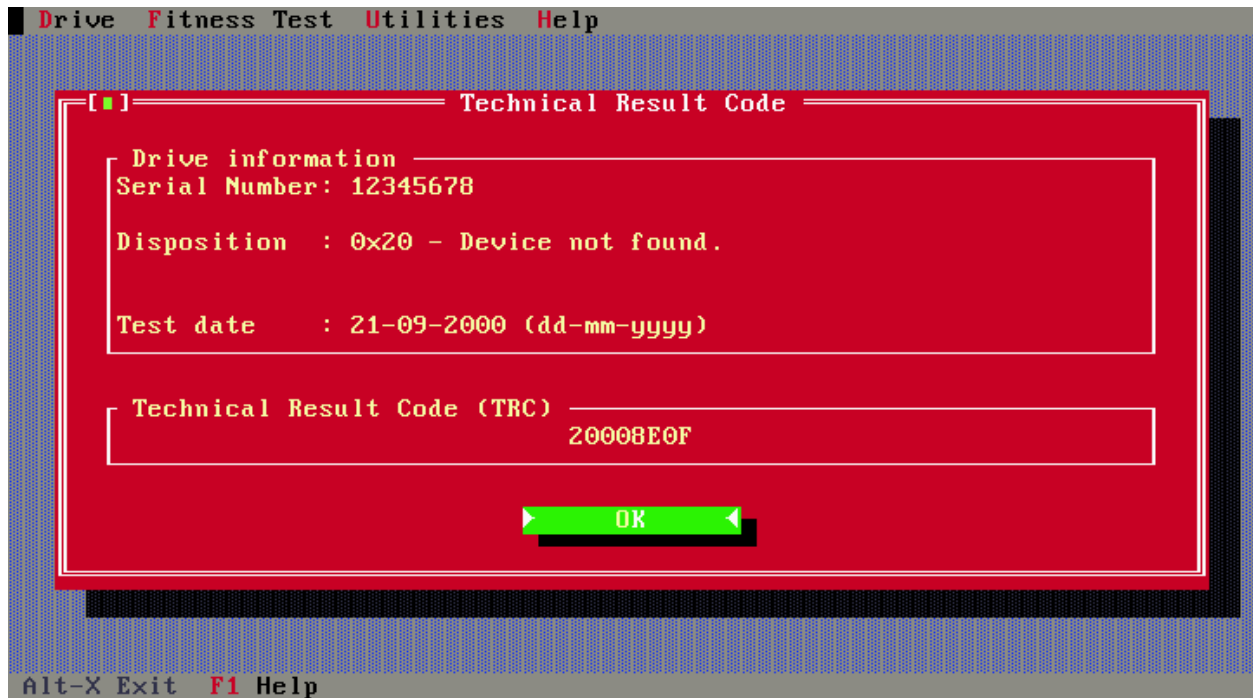 Drive Fitness Test Utilities Help
Technical Result Code
Drive information
Serial Number: 12345678
Disposition : 0x20 - Device not found.
Test date : 21-09-2000 (dd-mm-yyyy)
Technical Result Code (TRC)
20008E0F
OK
Alt-X Exit F1 Help